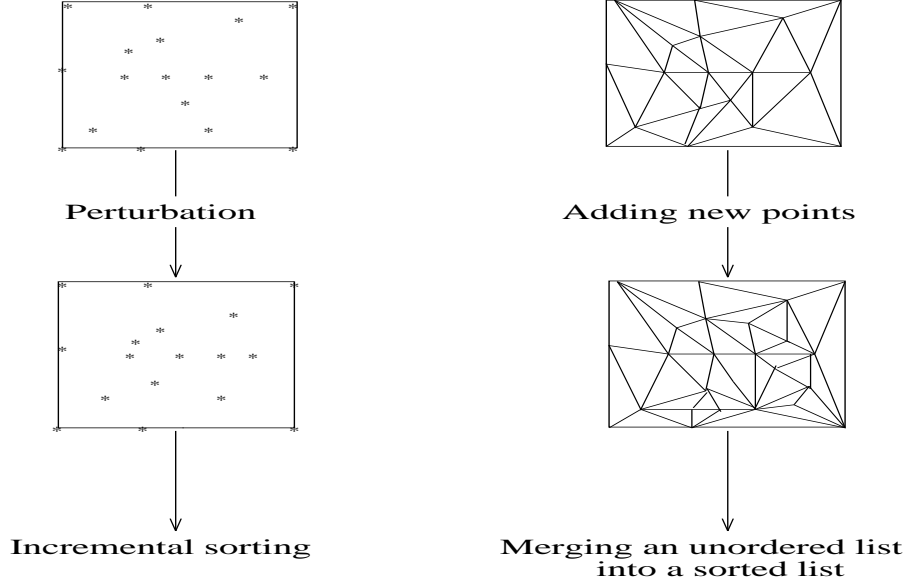 Perturbation
Adding new points
Incremental sorting
Merging an unordered list
into a sorted list